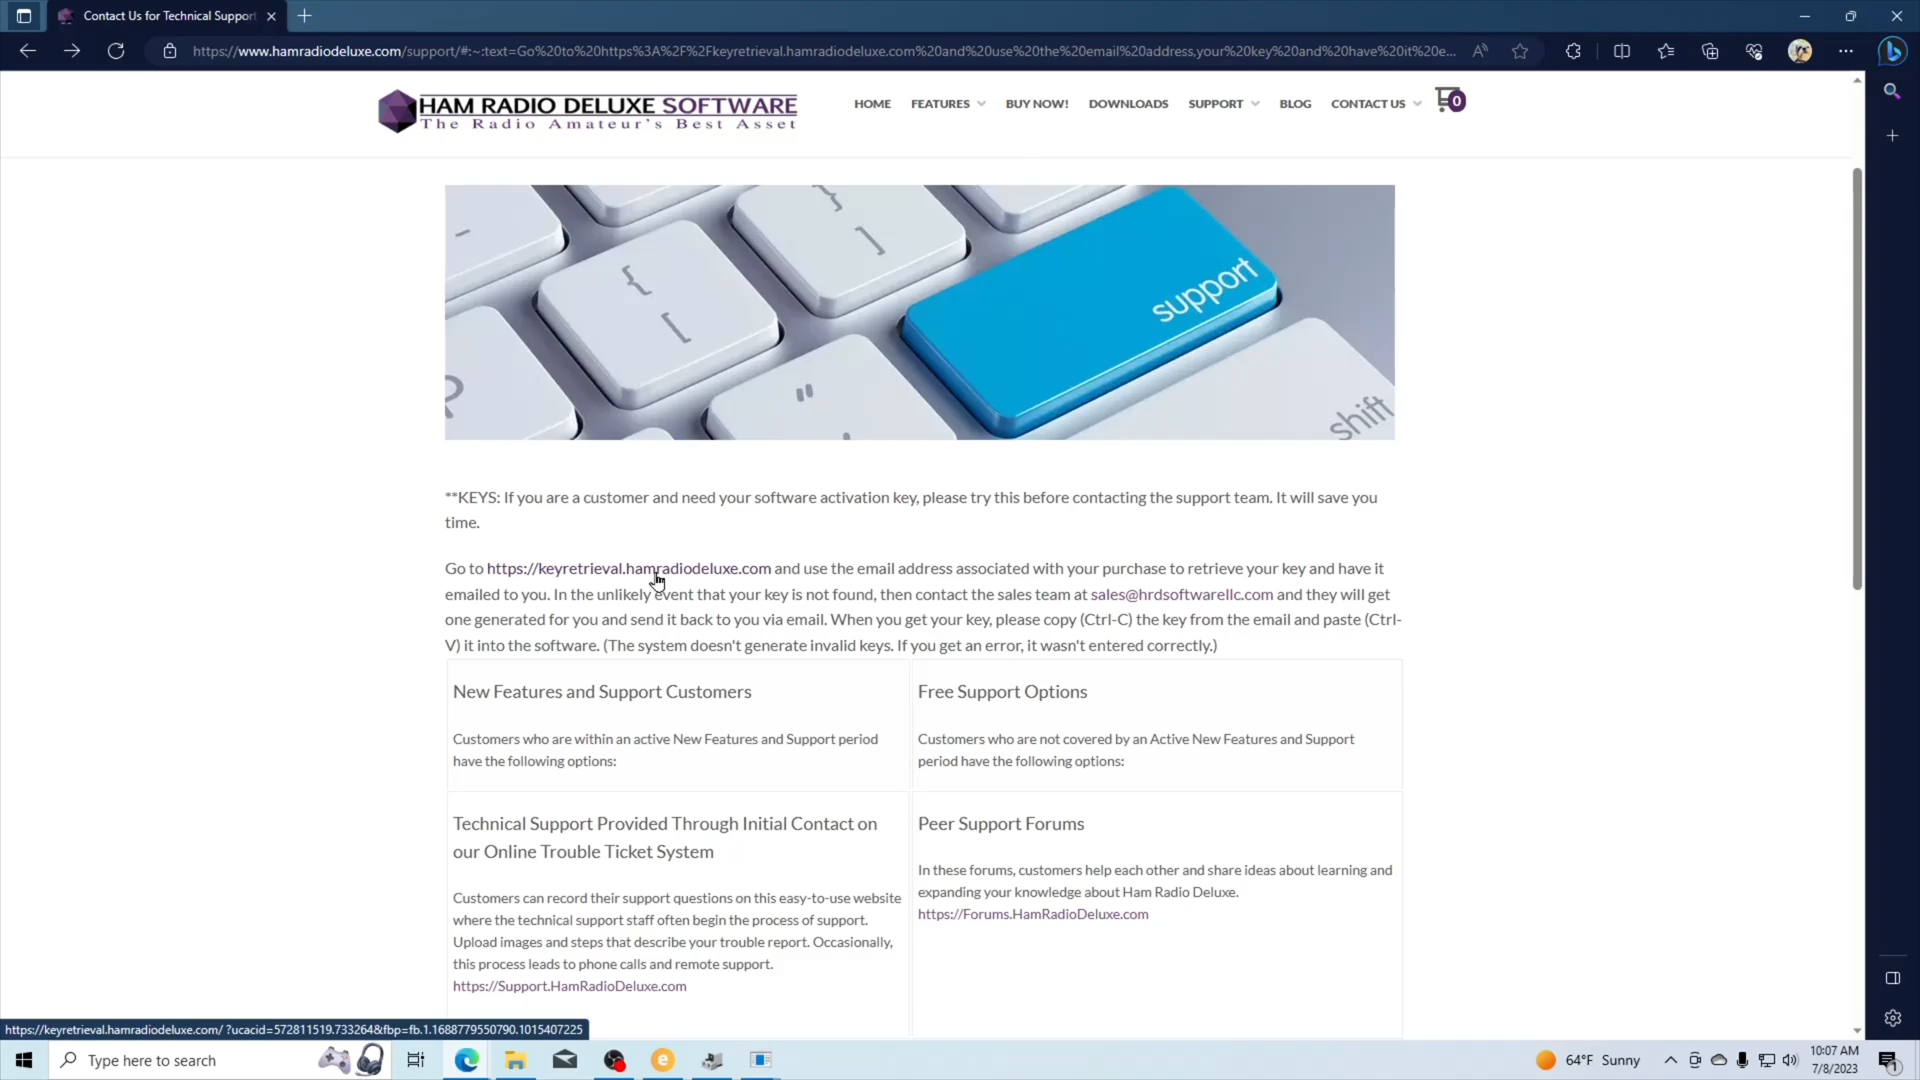 Contact Us for Technical Support
https://www.hamradiodeluxe.com/support/#:~:text=Go%20to%20https%3A%2F%2Fkeyretrieval.hamradiodeluxe.com%20and%20use%20the%20email%20address,your%20key%20and%20have%20it%20e...
HAM RADIO DELUXE SOFTWARE
The Radio Amateur's Best Asset
HOME FEATURES BUY NOW! DOWNLOADS SUPPORT BLOG CONTACT US 0
{ [ } ] " support shift
**KEYS: If you are a customer and need your software activation key, please try this before contacting the support team. It will save you
time.
Go to https://keyretrieval.hamradiodeluxe.com and use the email address associated with your purchase to retrieve your key and have it
emailed to you. In the unlikely event that your key is not found, then contact the sales team at sales@hrdsoftwarellc.com and they will get
one generated for you and send it back to you via email. When you get your key, please copy (Ctrl-C) the key from the email and paste (Ctrl-
V) it into the software. (The system doesn't generate invalid keys. If you get an error, it wasn't entered correctly.)
New Features and Support Customers
Customers who are within an active New Features and Support period
have the following options:
Free Support Options
Customers who are not covered by an Active New Features and Support
period have the following options:
Technical Support Provided Through Initial Contact on
our Online Trouble Ticket System
Customers can record their support questions on this easy-to-use website
where the technical support staff often begin the process of support.
Upload images and steps that describe your trouble report. Occasionally,
this process leads to phone calls and remote support.
https://Support.HamRadioDeluxe.com
Peer Support Forums
In these forums, customers help each other and share ideas about learning and
expanding your knowledge about Ham Radio Deluxe.
https://Forums.HamRadioDeluxe.com
https://keyretrieval.hamradiodeluxe.com/ ?ucacid=572811519.733264&fbp=fb.1.1688779550790.1015407225
Type here to search
64°F Sunny
10:07 AM
7/8/2023
1